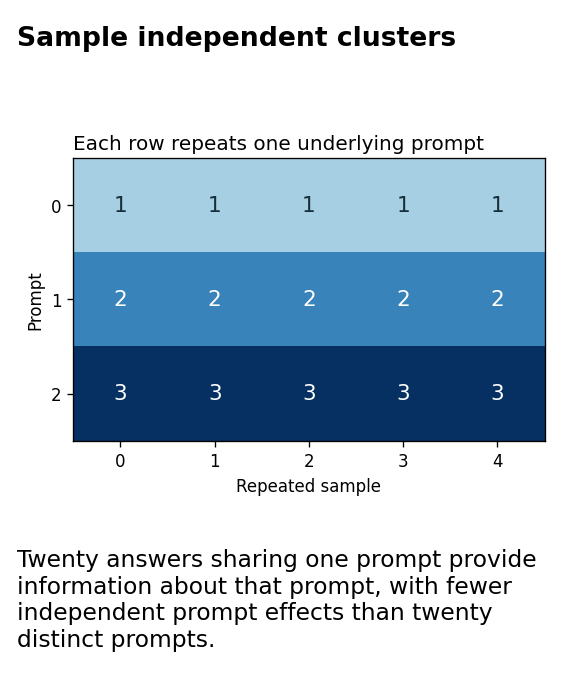 Sample independent clusters
Each row repeats one underlying prompt
0 1 1 1 1 1
Prompt
1 2 2 2 2 2
2 3 3 3 3 3
0 1 2 3 4
Repeated sample
Twenty answers sharing one prompt provide
information about that prompt, with fewer
independent prompt effects than twenty
distinct prompts.